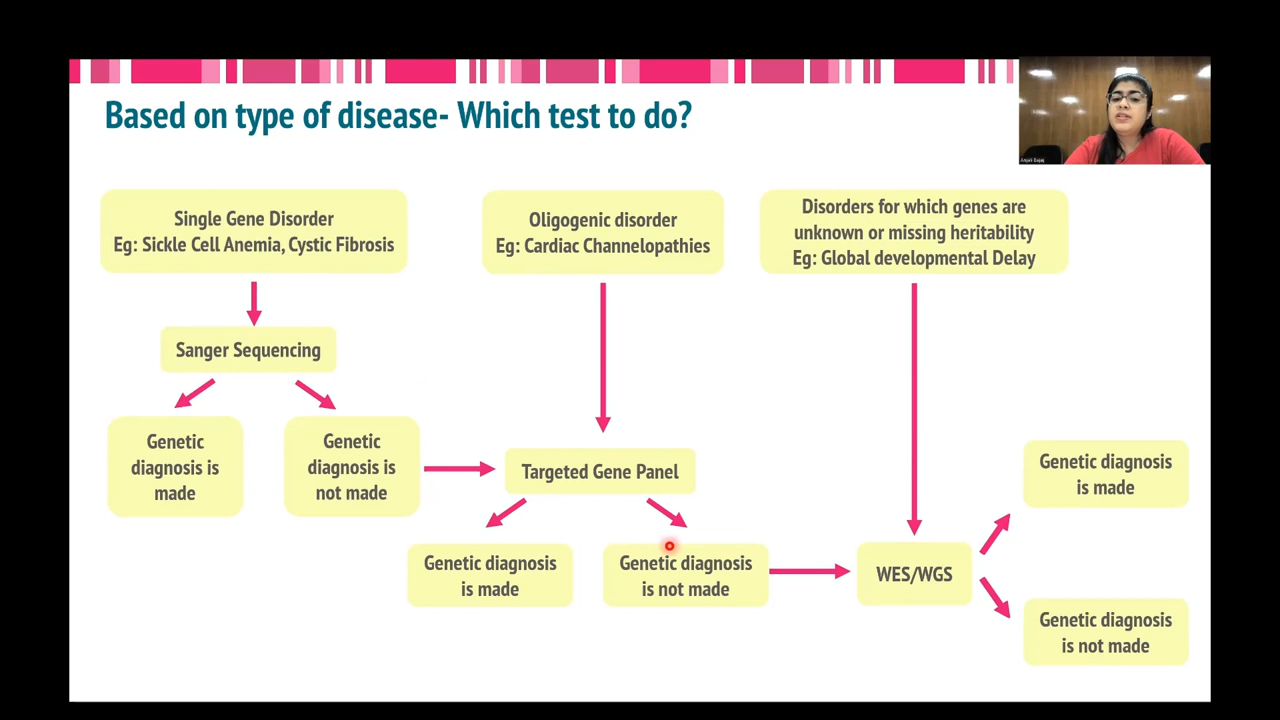 Based on type of disease- Which test to do?
Anjali Bajaj
Single Gene Disorder
Eg: Sickle Cell Anemia, Cystic Fibrosis
Oligogenic disorder
Eg: Cardiac Channelopathies
Disorders for which genes are
unknown or missing heritability
Eg: Global developmental Delay
Sanger Sequencing
Genetic
diagnosis is
made
Genetic
diagnosis is
not made
Targeted Gene Panel
Genetic diagnosis
is made
Genetic diagnosis
is not made
WES/WGS
Genetic diagnosis
is made
Genetic diagnosis
is not made